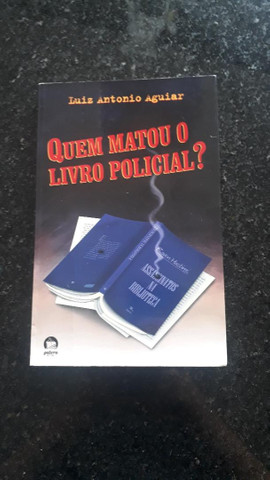 Luiz Antonio Aguiar
QUEM MATOU O
LIVRO POLICIAL?
ASSASSINATOS
NA
BIBLIOTECA